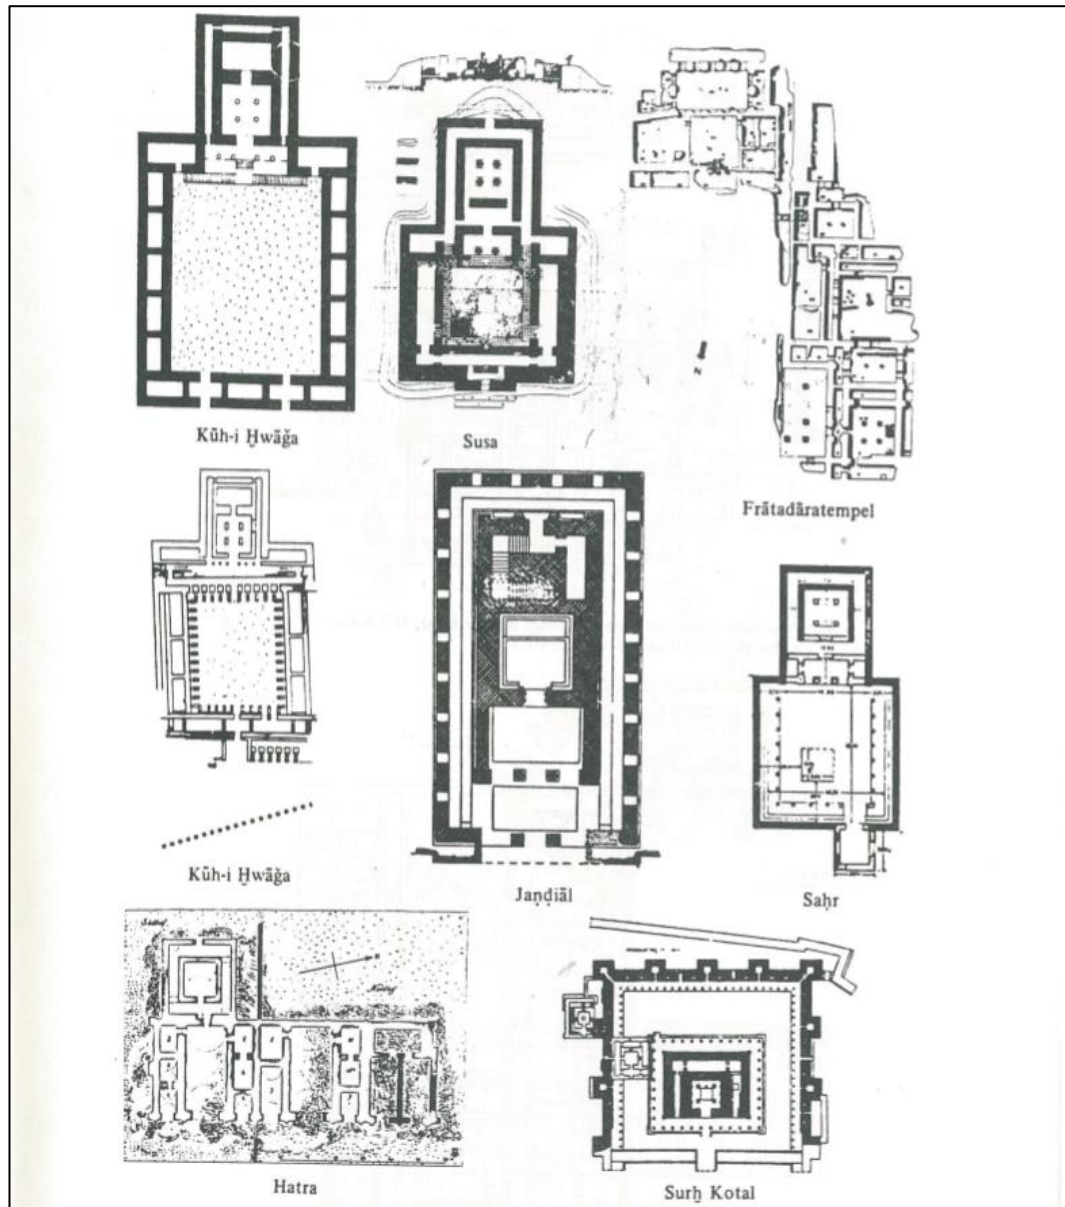 Kūh-i Ḫwāǧa
Susa
Frātadāratempel
Kūh-i Ḫwāǧa
Jaṇḍiāl
Saḥr
Hatra
Surḫ Kotal